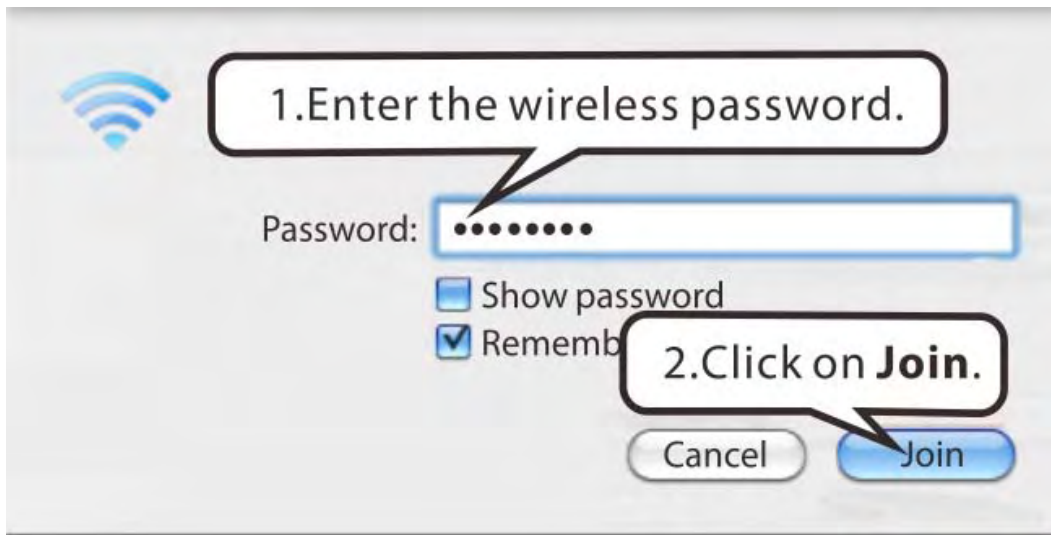 1.Enter the wireless password.
Password: ••••••••
Show password
Rememb
2.Click on Join.
Cancel Join